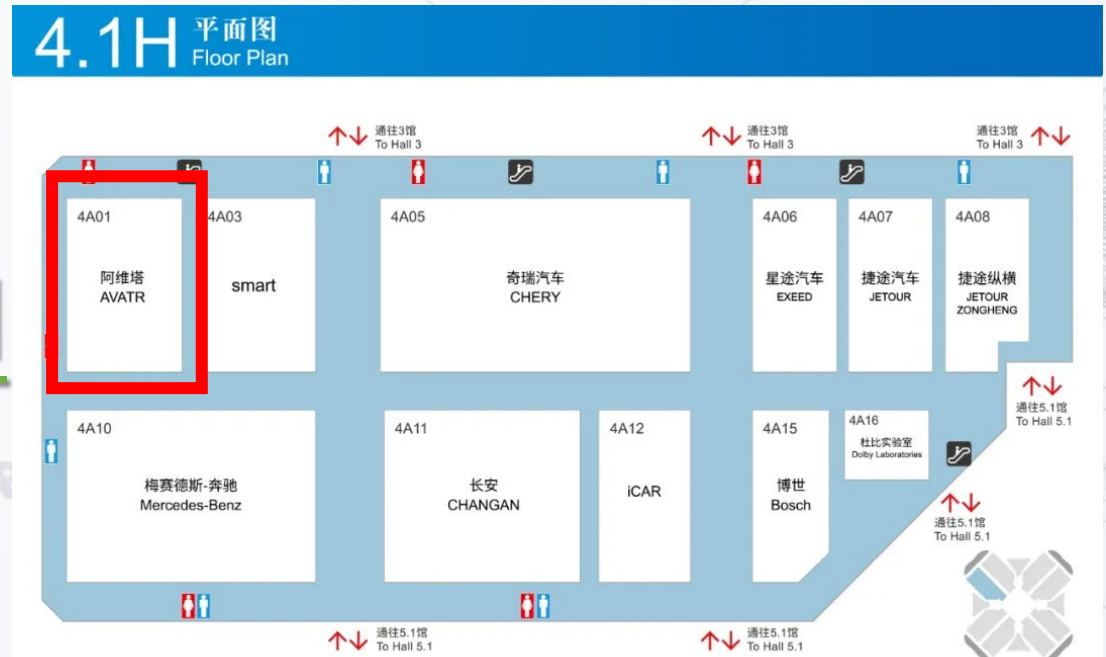 4.1H 平面图
Floor Plan
通往3馆
To Hall 3
通往3馆
To Hall 3
通往3馆
To Hall 3
4A01
阿维塔
AVATR
4A03
smart
4A05
奇瑞汽车
CHERY
4A06
星途汽车
EXEED
4A07
捷途汽车
JETOUR
4A08
捷途纵横
JETOUR
ZONGHENG
通往5.1馆
To Hall 5.1
4A10
梅赛德斯-奔驰
Mercedes-Benz
4A11
长安
CHANGAN
4A12
iCAR
4A15
博世
Bosch
4A16
杜比实验室
Dolby Laboratories
通往5.1馆
To Hall 5.1
通往5.1馆
To Hall 5.1
通往5.1馆
To Hall 5.1